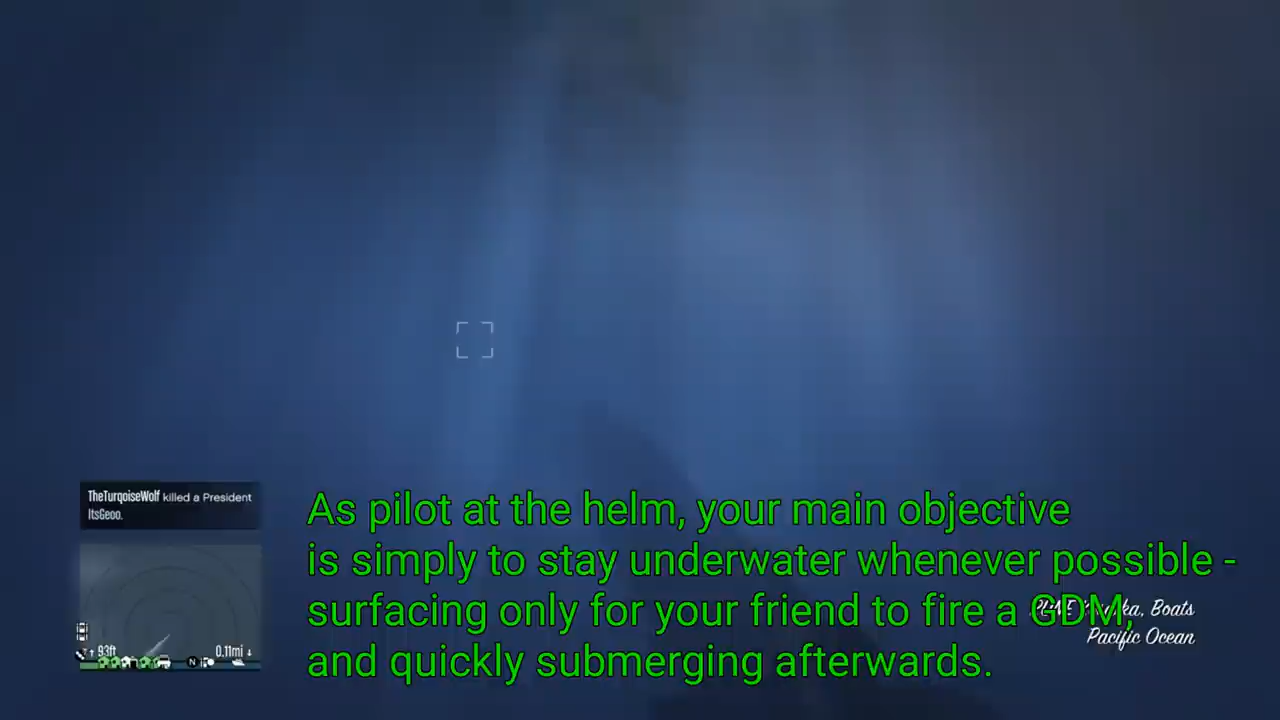 TheTurqoiseWolf killed a President
ItsGeoo.
As pilot at the helm, your main objective
is simply to stay underwater whenever possible -
surfacing only for your friend to fire a GDM,
and quickly submerging afterwards.
Boats
Pacific Ocean
93ft
0.11mi
N